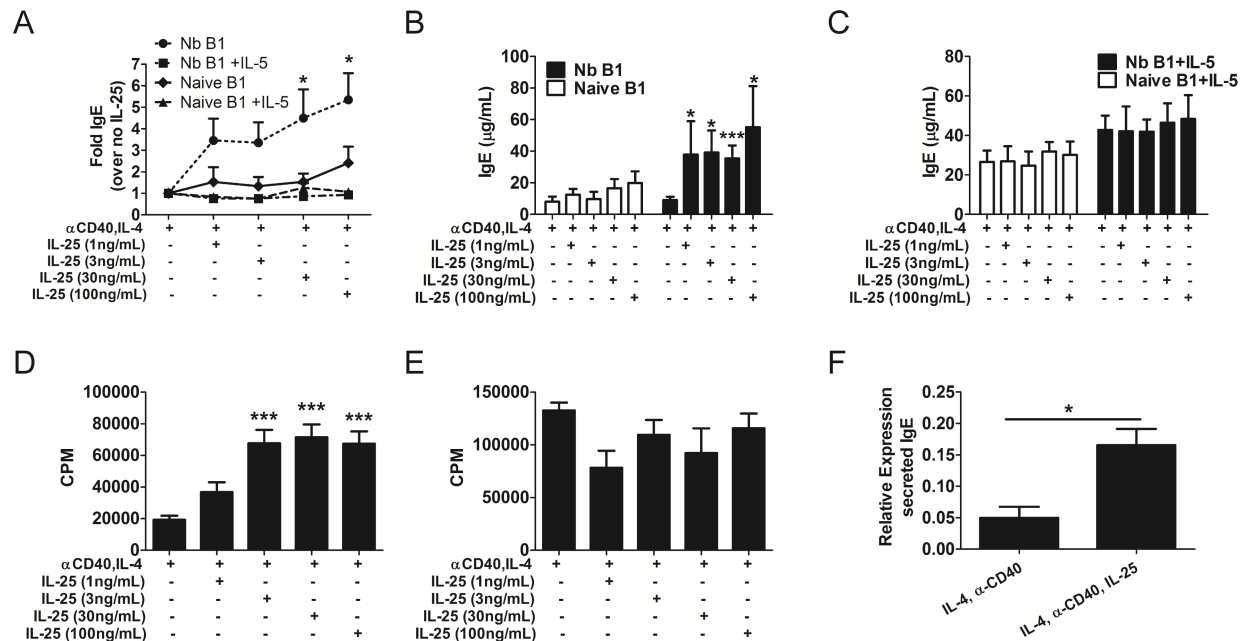 A
Nb B1
Nb B1 +IL-5
Naive B1
Naive B1 +IL-5
Fold IgE
(over no IL-25)
7
6
5
4
3
2
1
0
* *
αCD40,IL-4 + + + + +
IL-25 (1ng/mL) - + - - -
IL-25 (3ng/mL) - - + - -
IL-25 (30ng/mL) - - - + -
IL-25 (100ng/mL) - - - - +
B
Nb B1
Naive B1
IgE (µg/mL)
100
80
60
40
20
0
* * *** *
αCD40,IL-4 + + + + + + + + + +
IL-25 (1ng/mL) - + - - - - + - - -
IL-25 (3ng/mL) - - + - - - - + - -
IL-25 (30ng/mL) - - - + - - - - + -
IL-25 (100ng/mL) - - - - + - - - - +
C
Nb B1+IL-5
Naive B1+IL-5
IgE (µg/mL)
80
60
40
20
0
αCD40,IL-4 + + + + + + + + + +
IL-25 (1ng/mL) - + - - - - + - - -
IL-25 (3ng/mL) - - + - - - - + - -
IL-25 (30ng/mL) - - - + - - - - + -
IL-25 (100ng/mL) - - - - + - - - - +
D
CPM
100000
80000
60000
40000
20000
0
*** *** ***
αCD40,IL-4 + + + + +
IL-25 (1ng/mL) - + - - -
IL-25 (3ng/mL) - - + - -
IL-25 (30ng/mL) - - - + -
IL-25 (100ng/mL) - - - - +
E
CPM
150000
100000
50000
0
αCD40,IL-4 + + + + +
IL-25 (1ng/mL) - + - - -
IL-25 (3ng/mL) - - + - -
IL-25 (30ng/mL) - - - + -
IL-25 (100ng/mL) - - - - +
F
Relative Expression
secreted IgE
0.25
0.20
0.15
0.10
0.05
0.00
*
IL-4, α-CD40
IL-4, α-CD40, IL-25